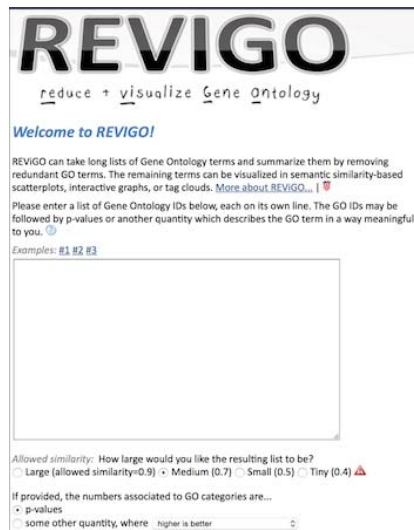 REVIGO
reduce + visualize Gene Ontology
Welcome to REVIGO!
REViGO can take long lists of Gene Ontology terms and summarize them by removing
redundant GO terms. The remaining terms can be visualized in semantic similarity-based
scatterplots, interactive graphs, or tag clouds. More about REViGO... |
Please enter a list of Gene Ontology IDs below, each on its own line. The GO IDs may be
followed by p-values or another quantity which describes the GO term in a way meaningful
to you. ?
Examples: #1 #2 #3
Allowed similarity: How large would you like the resulting list to be?
Large (allowed similarity=0.9) Medium (0.7) Small (0.5) Tiny (0.4)
If provided, the numbers associated to GO categories are...
p-values
some other quantity, where higher is better